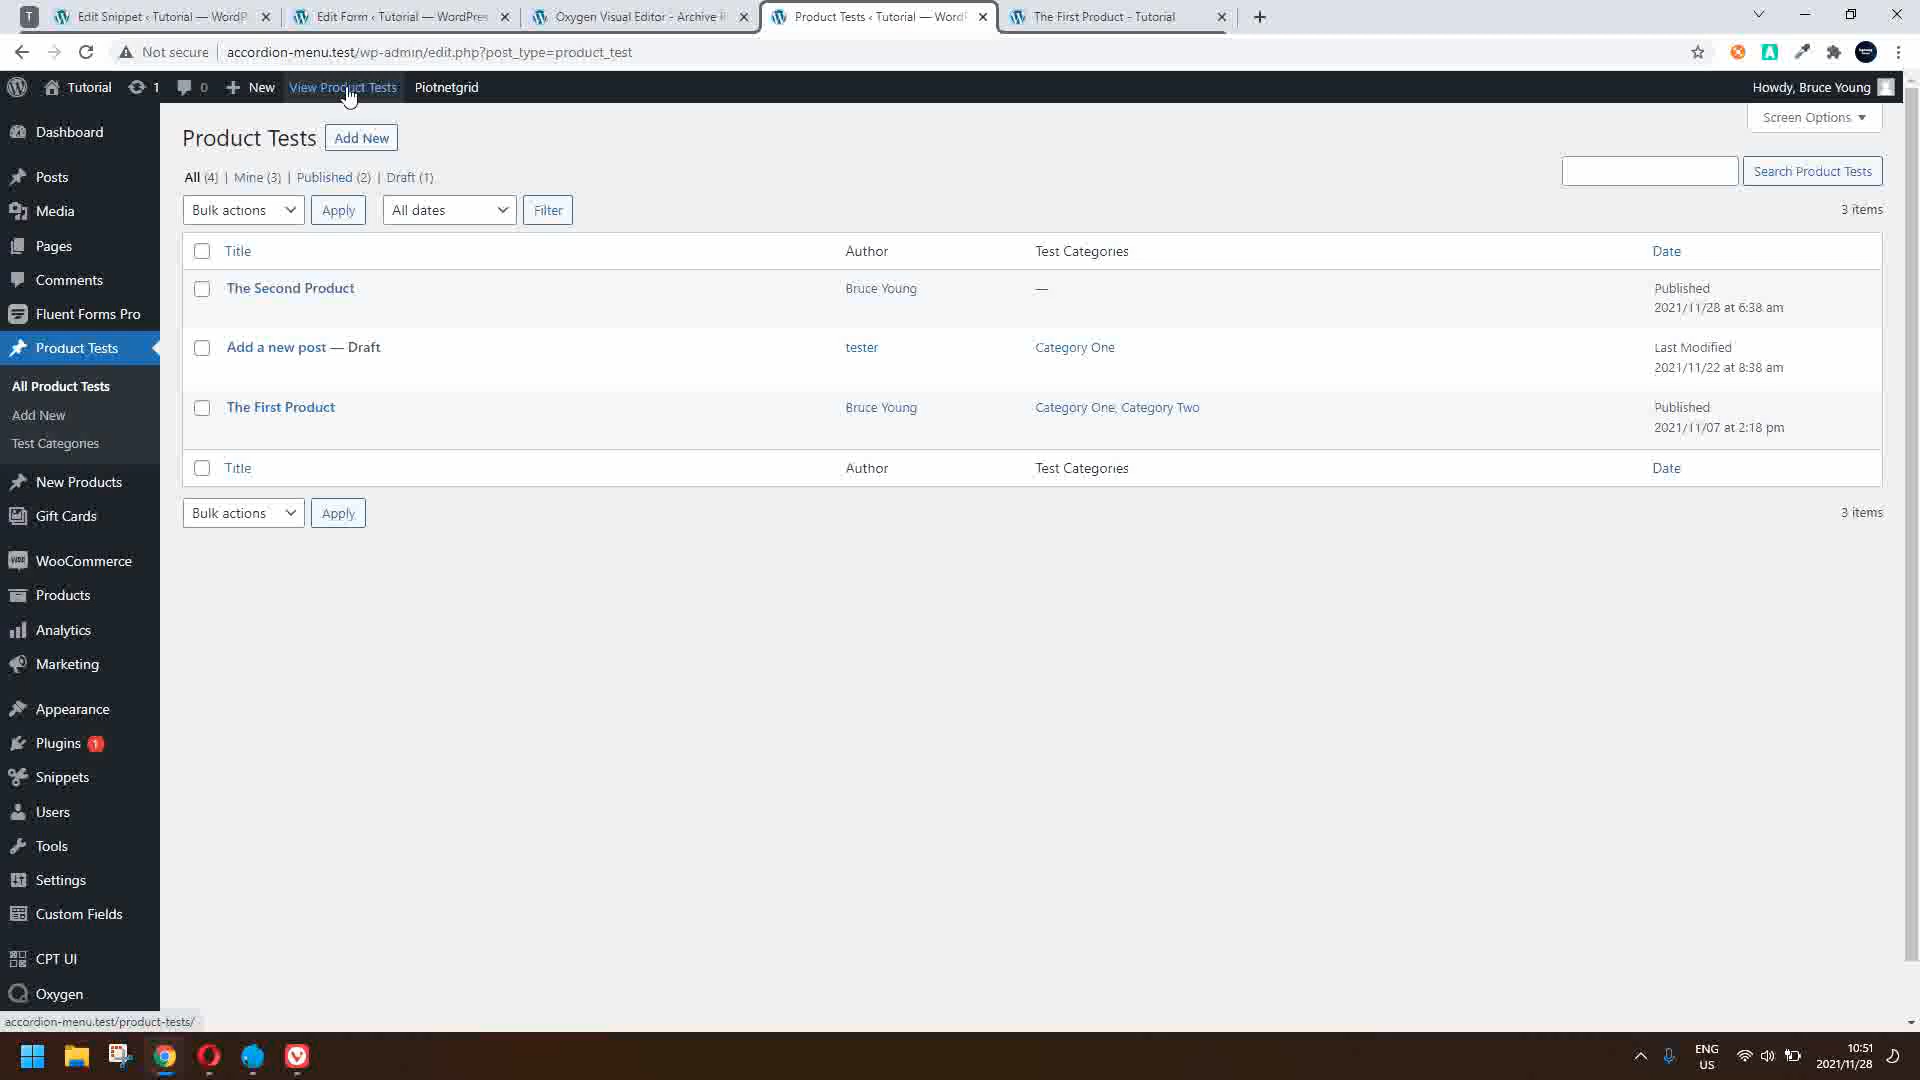 T
Edit Snippet ‹ Tutorial — WordP
Edit Form ‹ Tutorial — WordPres
Oxygen Visual Editor - Archive
Product Tests ‹ Tutorial — Word
The First Product - Tutorial
Not secure
accordion-menu.test/wp-admin/edit.php?post_type=product_test
Tutorial
1
0
New
View Product Tests
Piotnetgrid
Howdy, Bruce Young
Dashboard
Posts
Media
Pages
Comments
Fluent Forms Pro
Product Tests
All Product Tests
Add New
Test Categories
New Products
Gift Cards
WooCommerce
Products
Analytics
Marketing
Appearance
Plugins 1
Snippets
Users
Tools
Settings
Custom Fields
CPT UI
Oxygen
Product Tests
Add New
Screen Options
All (4) | Mine (3) | Published (2) | Draft (1)
Search Product Tests
Bulk actions
Apply
All dates
Filter
3 items
Title
Author
Test Categories
Date
The Second Product
Bruce Young
—
Published
2021/11/28 at 6:38 am
Add a new post — Draft
tester
Category One
Last Modified
2021/11/22 at 8:38 am
The First Product
Bruce Young
Category One, Category Two
Published
2021/11/07 at 2:18 pm
Title
Author
Test Categories
Date
Bulk actions
Apply
3 items
accordion-menu.test/product-tests/
ENG
US
10:51
2021/11/28